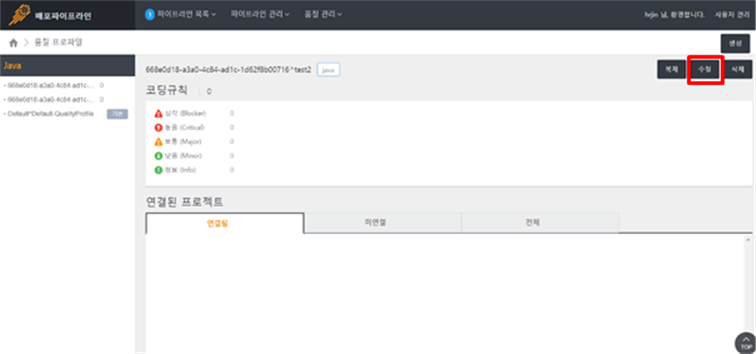 배포파이프라인
1 파이프라인 목록 파이프라인 관리 품질 관리
hrjin 님, 환영합니다. 사용자 관리
품질 프로파일
생성
Java
668e0d18-a3a0-4c84-ad1c-... 0
668e0d18-a3a0-4c84-ad1c-... 0
Default^Default-QualityProfile 기본
668e0d18-a3a0-4c84-ad1c-1d62f8b00716^test2 java
복제 수정 삭제
코딩규칙 0
심각 (Blocker) 0
높음 (Critical) 0
보통 (Major) 0
낮음 (Minor) 0
정보 (Info) 0
연결된 프로젝트
연결됨 미연결 전체
TOP